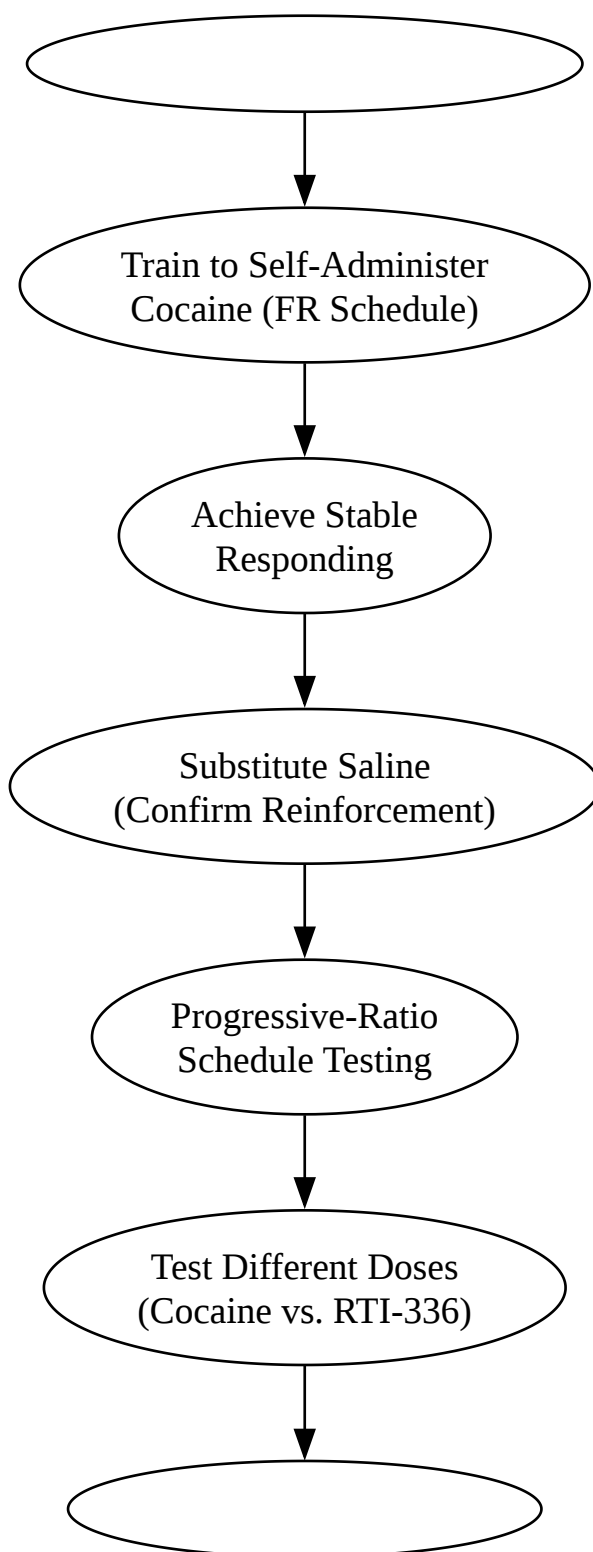 Train to Self-Administer
Cocaine (FR Schedule)
Achieve Stable
Responding
Substitute Saline
(Confirm Reinforcement)
Progressive-Ratio
Schedule Testing
Test Different Doses
(Cocaine vs. RTI-336)